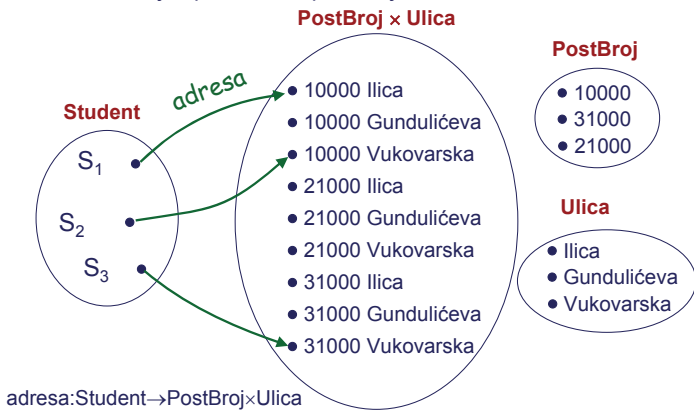 PostBroj × Ulica
PostBroj
adresa
Student
S1
S2
S3
10000 Ilica
10000 Gundulićeva
10000 Vukovarska
21000 Ilica
21000 Gundulićeva
21000 Vukovarska
31000 Ilica
31000 Gundulićeva
31000 Vukovarska
10000
31000
21000
Ulica
Ilica
Gundulićeva
Vukovarska
adresa:Student→PostBroj×Ulica